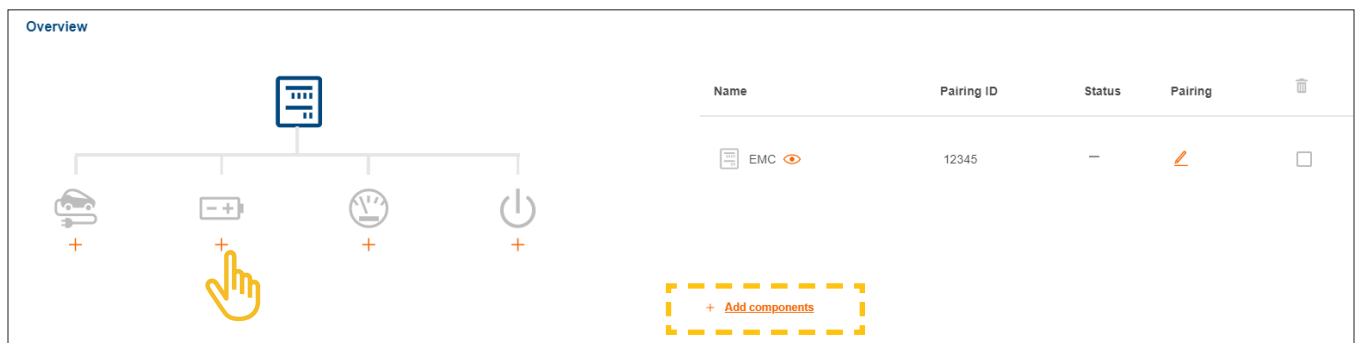 Overview
Name Pairing ID Status Pairing
EMC 12345 –
+ + + +
+ Add components